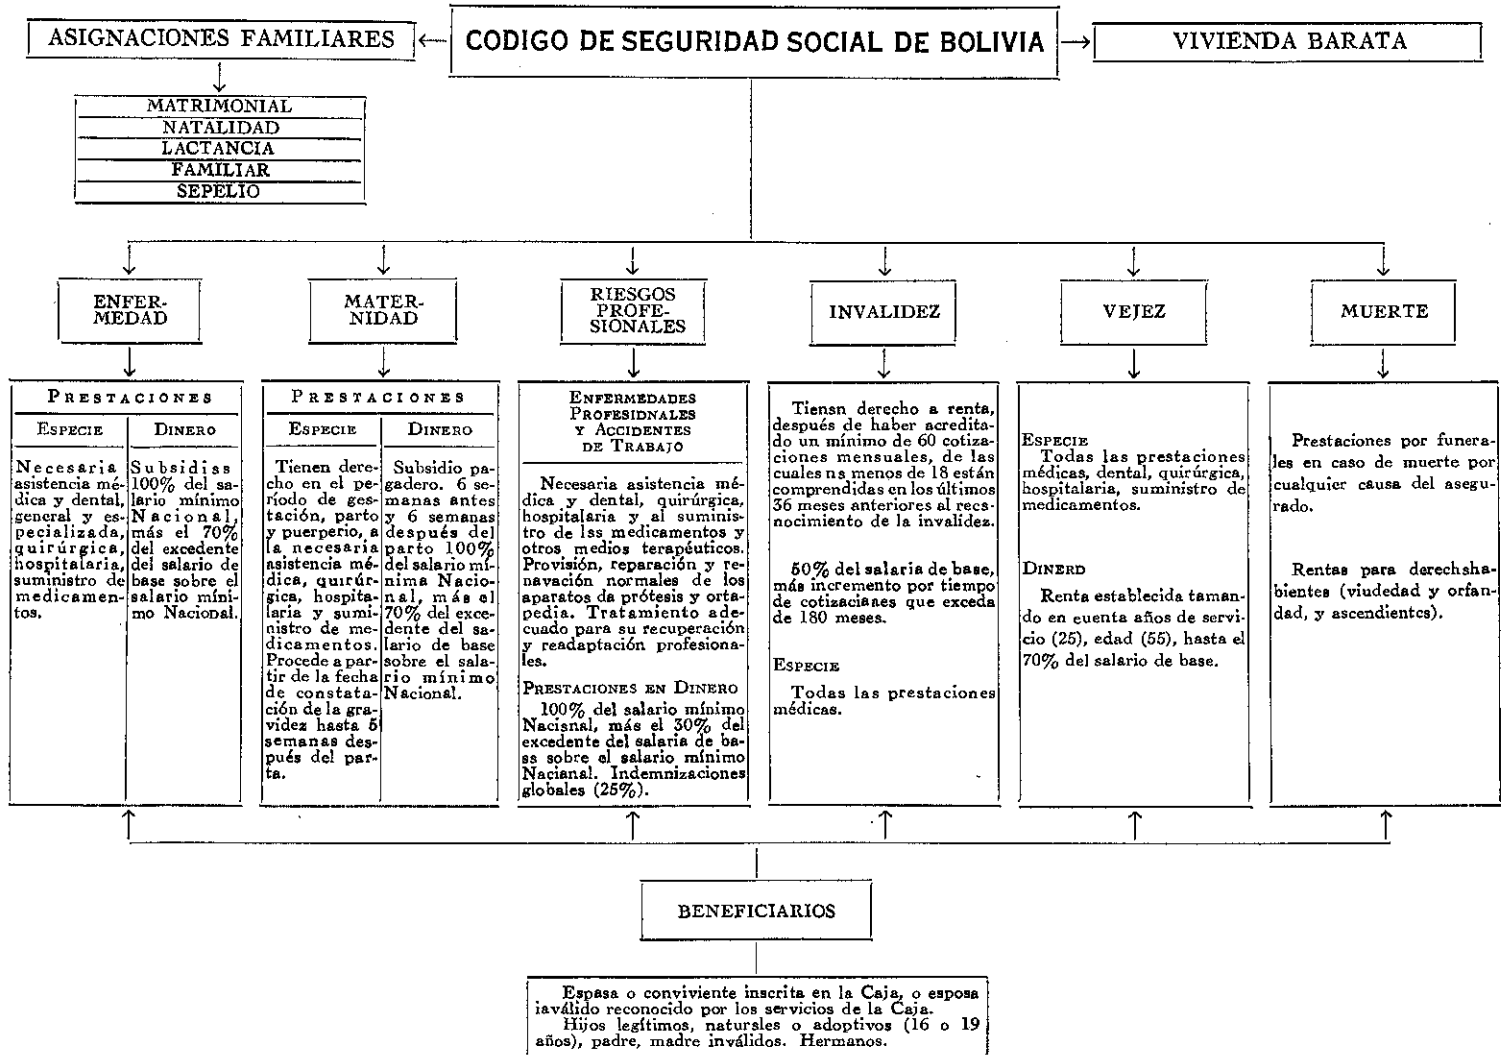 ASIGNACIONES FAMILIARES
CODIGO DE SEGURIDAD SOCIAL DE BOLIVIA
VIVIENDA BARATA
MATRIMONIAL
NATALIDAD
LACTANCIA
FAMILIAR
SEPELIO
ENFER-
MEDAD
MATER-
NIDAD
RIESGOS
PROFE-
SIONALES
INVALIDEZ
VEJEZ
MUERTE
PRESTACIONES
ESPECIE
Necesaria
asistencia mé-
dica y dental,
general y es-
pecializada,
quirúrgica,
hospitalaria,
suministro de
medicamen-
tos.
DINERO
Subsidiss
100% del sa-
lario mínimo
Nacional,
más el 70%
del excedente
del salario de
base sobre el
salario míni-
mo Nacional.
PRESTACIONES
ESPECIE
Tienen dere-
cho en el pe-
ríodo de ges-
tación, parto
y puerperio, a
la necesaria
asistencia mé-
dica, quirúr-
gica, hospita-
laria y sumi-
nistro de me-
dicamentos.
Procede a par-
tir de la fecha
de constata-
ción de la gra-
videz hasta 6
semanas des-
pués del par-
ta.
DINERO
Subsidio pa-
gadero. 6 se-
manas antes
y 6 semanas
después del
parto 100%
del salario mí-
nima Nacio-
nal, más el
70% del exce-
dente del sa-
lario de base
sobre el sala-
rio mínimo
Nacional.
ENFERMEDADES
PROFESIDNALES
Y ACCIDENTES
DE TRABAJO
Necesaria asistencia mé-
dica y dental, quirúrgica,
hospitalaria y al suminis-
tro de lss medicamentos y
otros medios terapéuticos.
Provisión, reparación y re-
navación normales de los
aparatos da prótesis y orta-
pedia. Tratamiento ade-
cuado para su recuperación
y readaptación profesiona-
les.
PRESTACIONES EN DINERO
100% del salario mínimo
Nacisnal, más el 30% del
excedente del salaria de ba-
ss sobre el salario mínimo
Nacianal. Indemnizaciones
globales (25%).
Tiensn derecho a renta,
después de haber acredita-
do un mínimo de 60 cotiza-
ciones mensuales, de las
cuales ns menos de 18 están
comprendidas en los últimos
36 meses anteriores al recs-
nocimiento de la invalidez.
50% del salaria de base,
más incremento por tiempo
de cotizacianes que exceda
de 180 meses.
ESPECIE
Todas las prestaciones
médicas.
ESPECIE
Todas las prestaciones
médicas, dental, quirúrgica,
hospitalaria, suministro de
medicamentos.
DINERD
Renta establecida taman-
do en euenta años de servi-
cio (25), edad (55), hasta el
70% del salario de base.
Prestaciones por funera-
les en caso de muerte por
cualquier causa del asegu-
rado.
Rentas para derechsha-
bientes (viudedad y orfan-
dad, y ascendientes).
BENEFICIARIOS
Espasa o conviviente inscrita en la Caja, o esposa
iaválido reconocido por los servicios de la Caja.
Hijos legítimos, naturales o adoptivos (16 o 19
años), padre, madre inválidos. Hermanos.